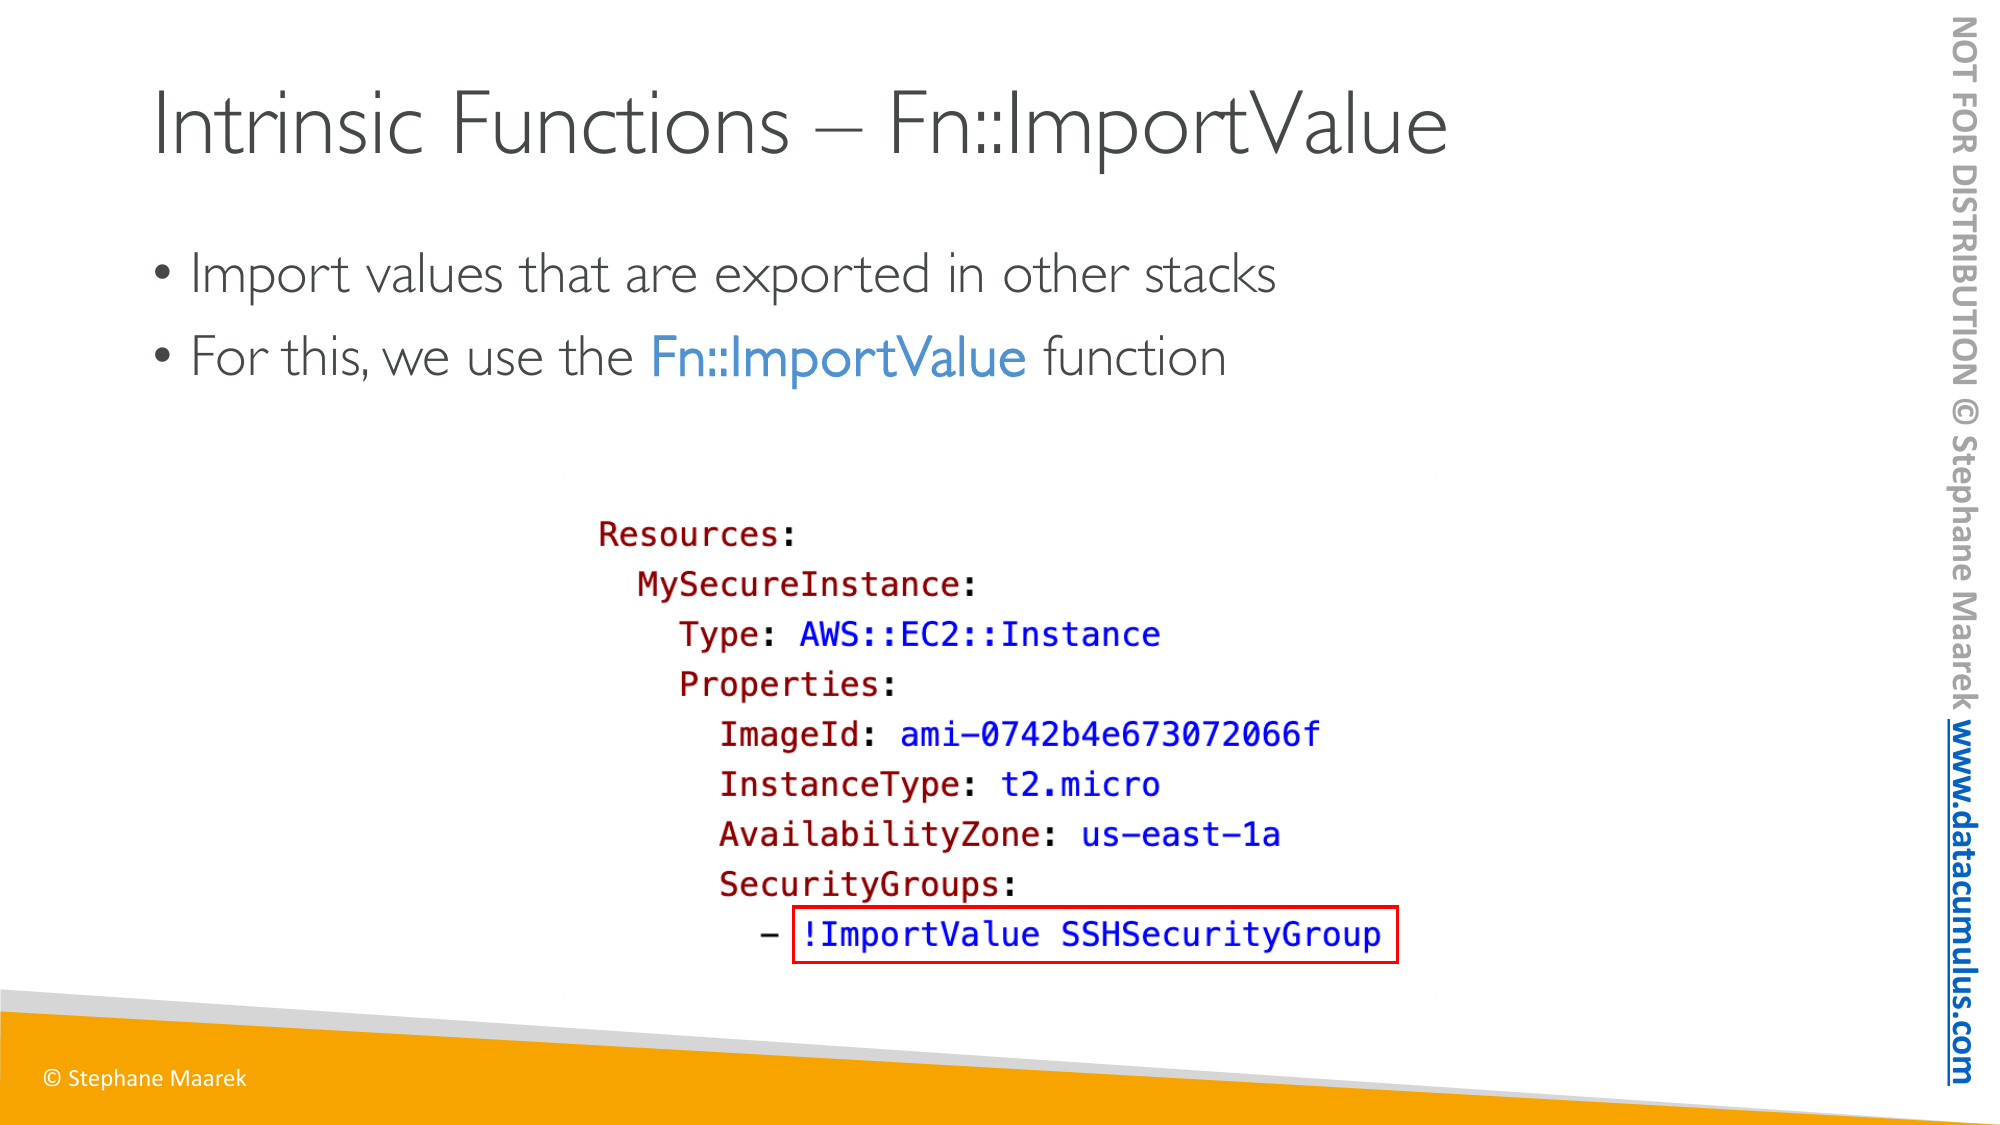 Intrinsic Functions – Fn::ImportValue
• Import values that are exported in other stacks
• For this, we use the Fn::ImportValue function
Resources:
  MySecureInstance:
    Type: AWS::EC2::Instance
    Properties:
      ImageId: ami-0742b4e673072066f
      InstanceType: t2.micro
      AvailabilityZone: us-east-1a
      SecurityGroups:
        - !ImportValue SSHSecurityGroup
© Stephane Maarek
NOT FOR DISTRIBUTION © Stephane Maarek www.datacumulus.com